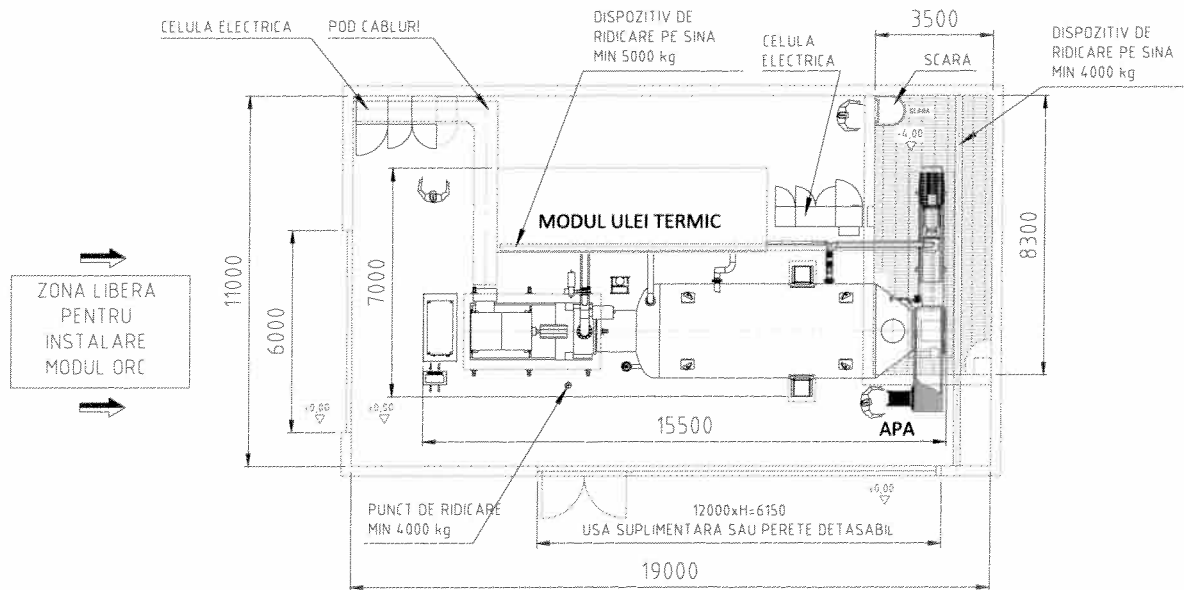 CELULA ELECTRICA
POD CABLURI
DISPOZITIV DE
RIDICARE PE SINA
MIN 5000 kg
CELULA
ELECTRICA
3500
SCARA
DISPOZITIV DE
RIDICARE PE SINA
MIN 4000 kg
SCARA
-4,00
MODUL ULEI TERMIC
ZONA LIBERA
PENTRU
INSTALARE
MODUL ORC
11000
6000
7000
8300
±0,00
±0,00
15500
APA
±0,00
PUNCT DE RIDICARE
MIN 4000 kg
12000xH=6150
USA SUPLIMENTARA SAU PERETE DETASABIL
19000